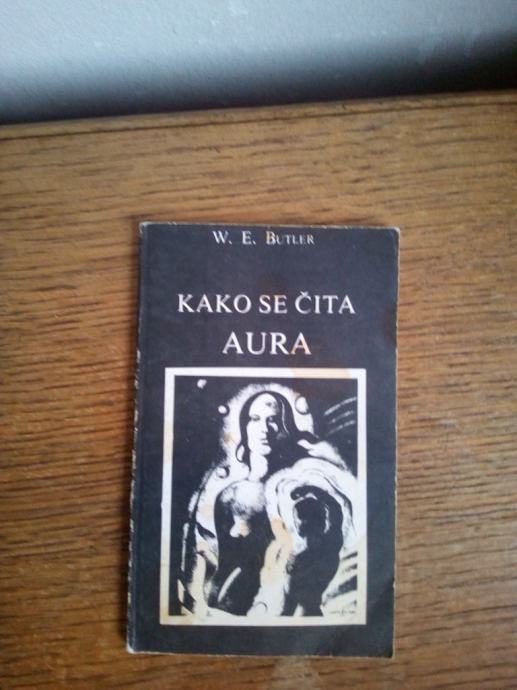 W. E. BUTLER
KAKO SE ČITA
AURA